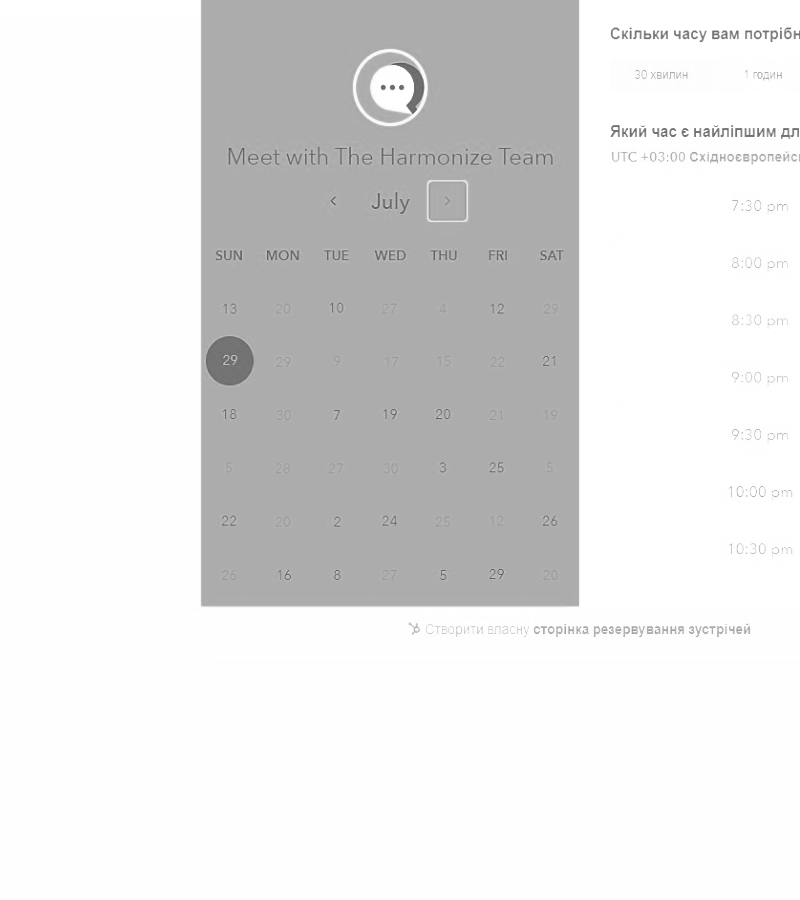 Meet with The Harmonize Team
July
SUN MON TUE WED THU FRI SAT
13 20 10 27 4 12 29
29 29 9 17 15 22 21
18 30 7 19 20 21 19
5 28 27 30 3 25 5
22 20 2 24 25 12 26
26 16 8 27 5 29 20
Скільки часу вам потрібн
30 хвилин 1 годин
Який час є найліпшим дл
UTC +03:00 Східноєвропейсь
7:30 pm
8:00 pm
8:30 pm
9:00 pm
9:30 pm
10:00 pm
10:30 pm
Створити власну сторінка резервування зустрічей